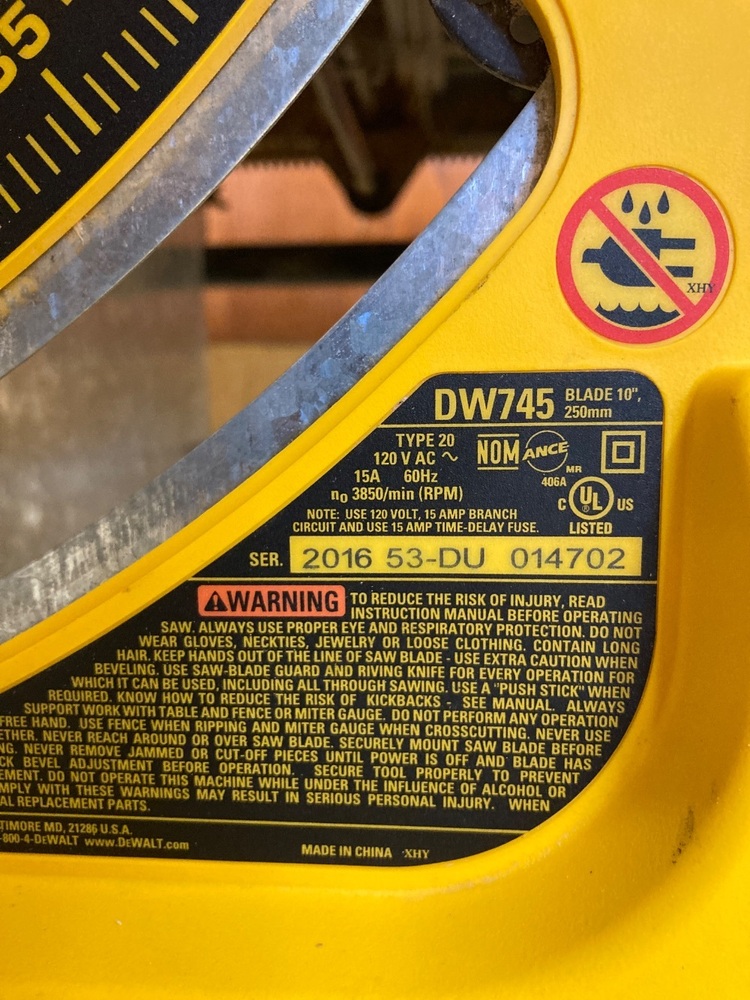 35
XHY
DW745 BLADE 10",
250mm
TYPE 20
120 V AC ~
15A 60Hz
n₀ 3850/min (RPM)
NOM ANCE MR
406A
C UL US
LISTED
NOTE: USE 120 VOLT, 15 AMP BRANCH
CIRCUIT AND USE 15 AMP TIME-DELAY FUSE.
SER. 2016 53-DU 014702
WARNING TO REDUCE THE RISK OF INJURY, READ
INSTRUCTION MANUAL BEFORE OPERATING
SAW. ALWAYS USE PROPER EYE AND RESPIRATORY PROTECTION. DO NOT
WEAR GLOVES, NECKTIES, JEWELRY OR LOOSE CLOTHING. CONTAIN LONG
HAIR. KEEP HANDS OUT OF THE LINE OF SAW BLADE - USE EXTRA CAUTION WHEN
BEVELING. USE SAW-BLADE GUARD AND RIVING KNIFE FOR EVERY OPERATION FOR
WHICH IT CAN BE USED, INCLUDING ALL THROUGH SAWING. USE A "PUSH STICK" WHEN
REQUIRED. KNOW HOW TO REDUCE THE RISK OF KICKBACKS - SEE MANUAL. ALWAYS
SUPPORT WORK WITH TABLE AND FENCE OR MITER GAUGE. DO NOT PERFORM ANY OPERATION
FREE HAND. USE FENCE WHEN RIPPING AND MITER GAUGE WHEN CROSSCUTTING. NEVER USE
ETHER. NEVER REACH AROUND OR OVER SAW BLADE. SECURELY MOUNT SAW BLADE BEFORE
NG. NEVER REMOVE JAMMED OR CUT-OFF PIECES UNTIL POWER IS OFF AND BLADE HAS
CK BEVEL ADJUSTMENT BEFORE OPERATION. SECURE TOOL PROPERLY TO PREVENT
EMENT. DO NOT OPERATE THIS MACHINE WHILE UNDER THE INFLUENCE OF ALCOHOL OR
MPLY WITH THESE WARNINGS MAY RESULT IN SERIOUS PERSONAL INJURY. WHEN
AL REPLACEMENT PARTS.
TIMORE MD, 21286 U.S.A.
-800-4-DEWALT www.DEWALT.com
MADE IN CHINA XHY